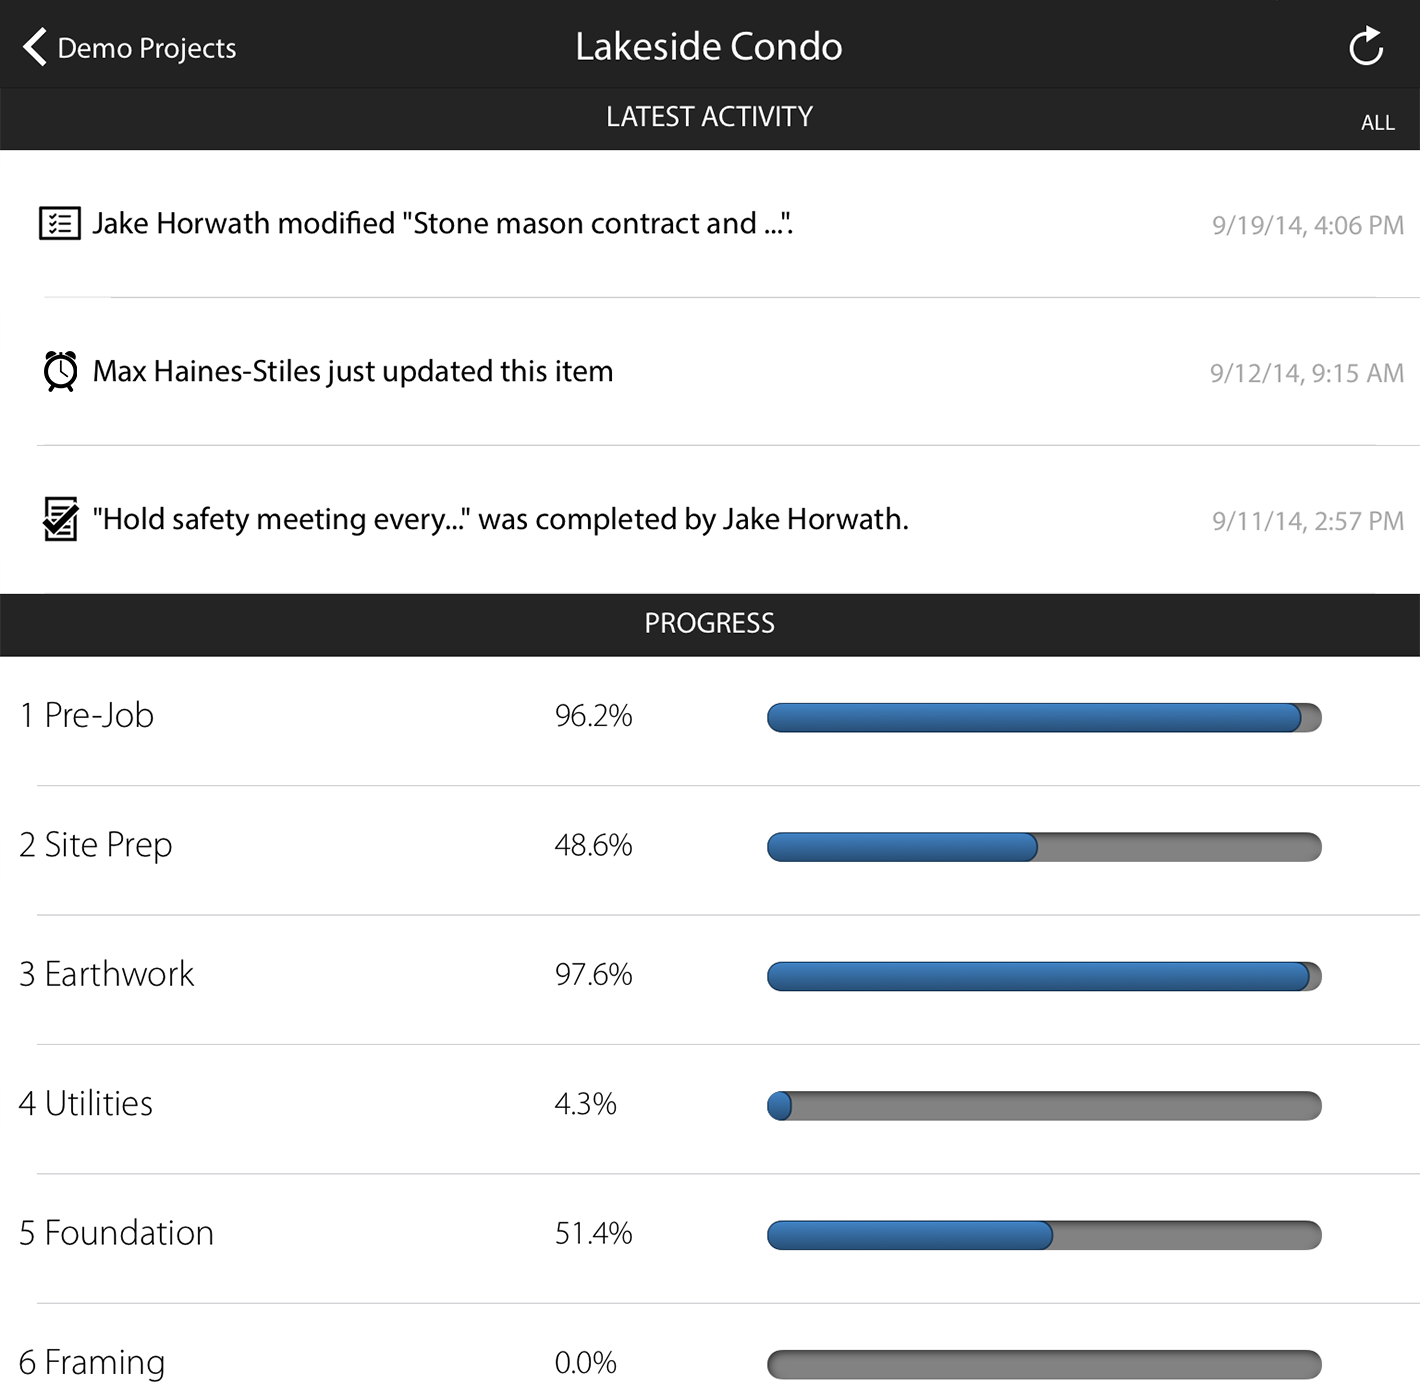 Demo Projects
Lakeside Condo
LATEST ACTIVITY
ALL
Jake Horwath modified "Stone mason contract and ...".
9/19/14, 4:06 PM
Max Haines-Stiles just updated this item
9/12/14, 9:15 AM
"Hold safety meeting every..." was completed by Jake Horwath.
9/11/14, 2:57 PM
PROGRESS
1 Pre-Job 96.2%
2 Site Prep 48.6%
3 Earthwork 97.6%
4 Utilities 4.3%
5 Foundation 51.4%
6 Framing 0.0%